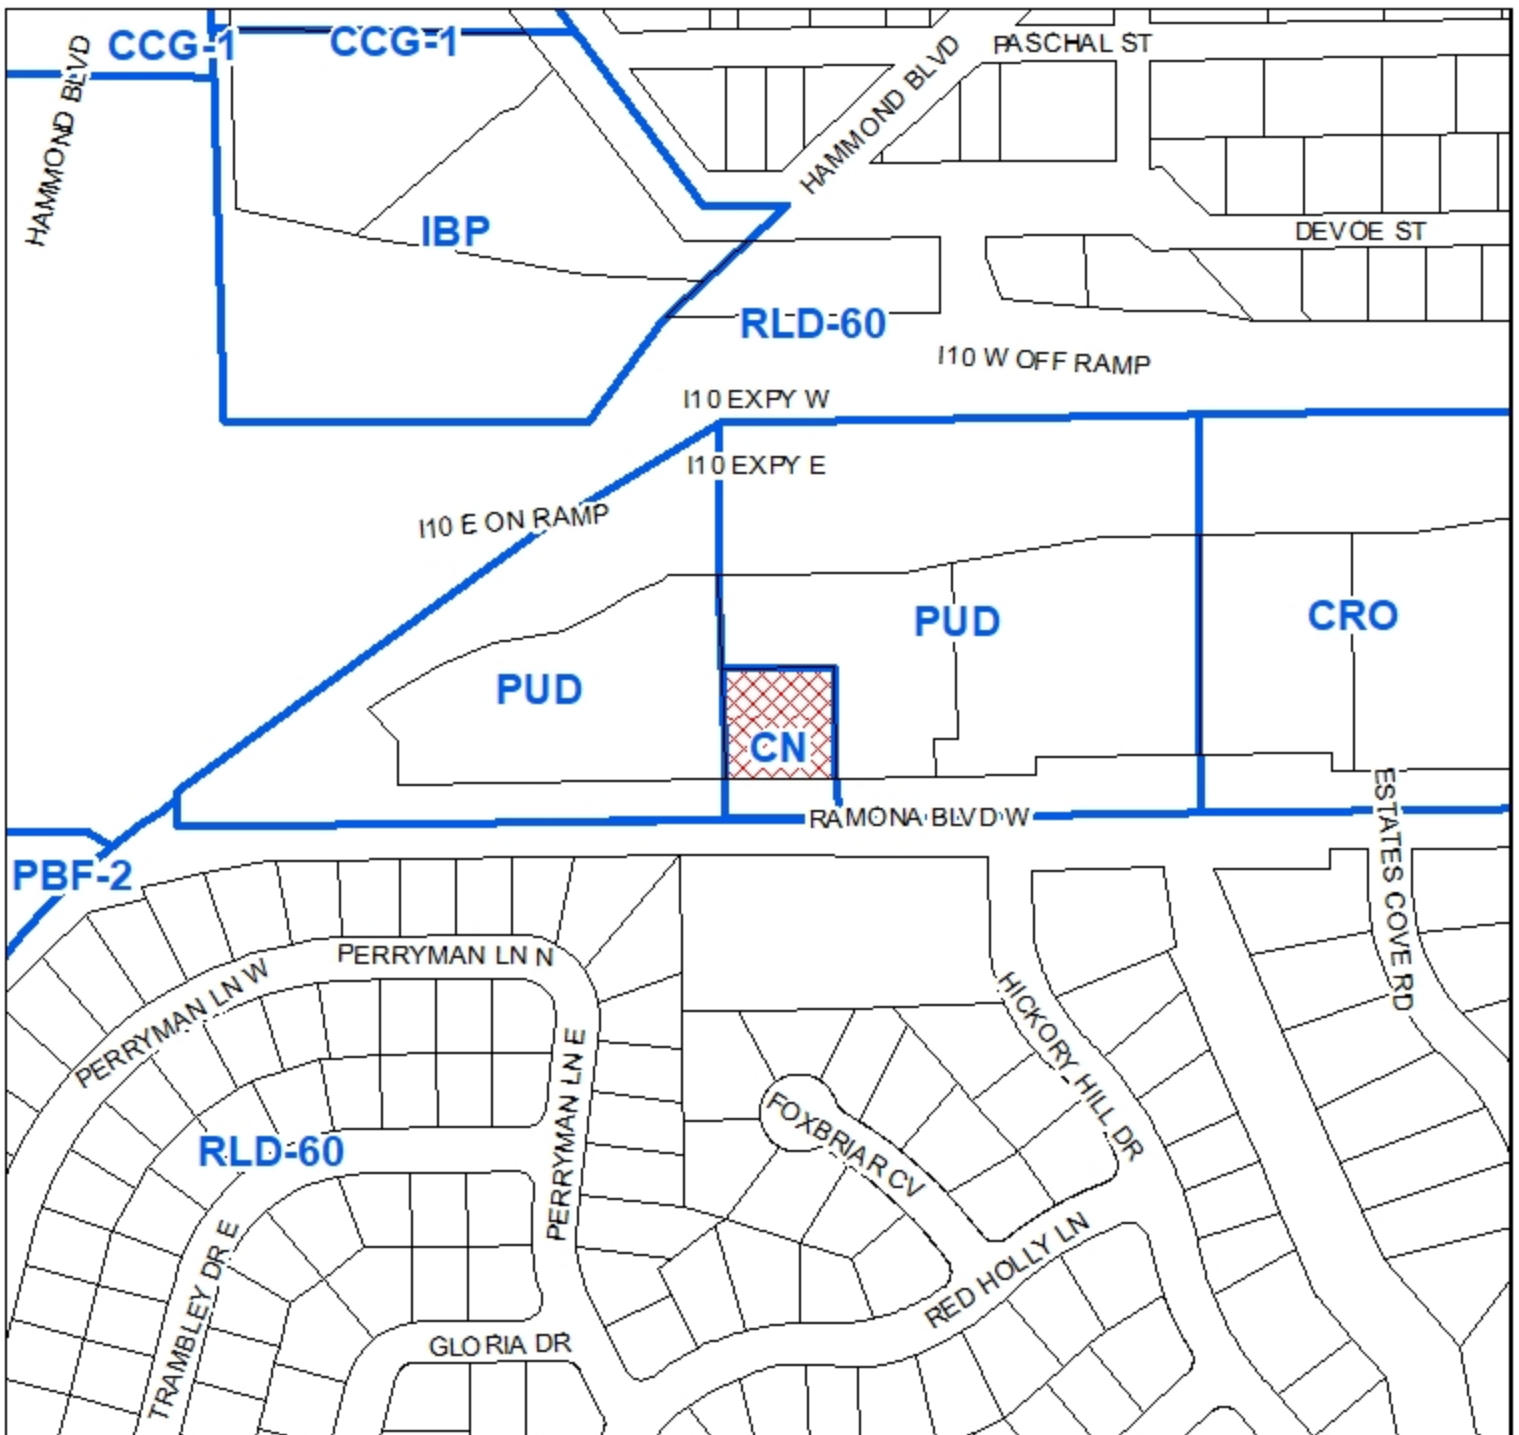 CCG-1
CCG-1
PASCHAL ST
HAMMOND BLVD
HAMMOND BLVD
IBP
DEVOE ST
RLD-60
I10 W OFF RAMP
I10 EXPY W
I10 EXPY E
I10 E ON RAMP
PUD
CRO
PUD
CN
RAMONA BLVD W
ESTATES COVE RD
PBF-2
PERRYMAN LN N
PERRYMAN LN W
HICKORY HILL DR
PERRYMAN LN E
FOXBRIAR CV
RLD-60
RED HOLLY LN
TRAMBLEY DR E
GLORIA DR